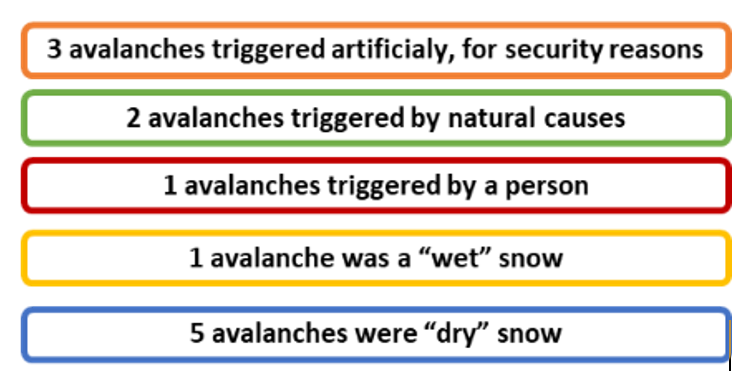 3 avalanches triggered artificialy, for security reasons
2 avalanches triggered by natural causes
1 avalanches triggered by a person
1 avalanche was a “wet” snow
5 avalanches were “dry” snow